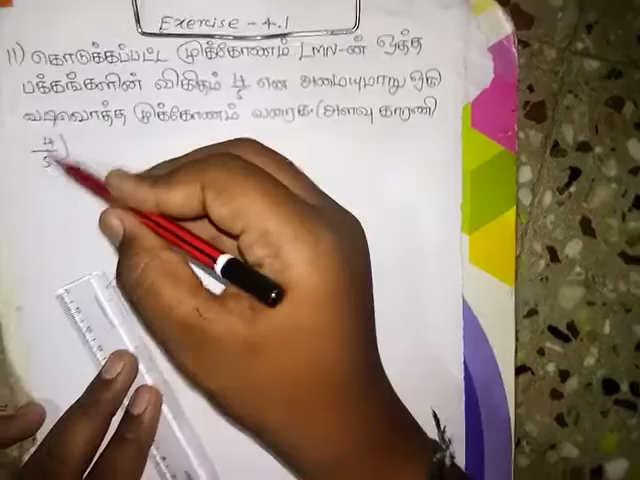 Exercise - 4.1
11) கொடுக்கப்பட்ட முக்கோணம் LMN-ன் ஒத்த
பக்கங்களின் விகிதம் 4/5 என அமையுமாறு ஒரு
வடிவொத்த முக்கோணம் வரைக. (அளவு காரணி
4/5)